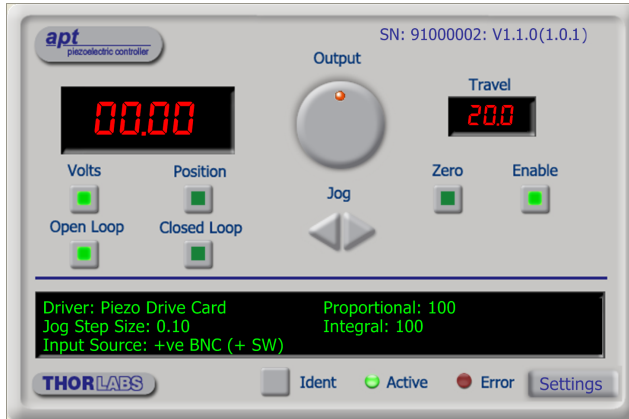 apt
piezoelectric controller
SN: 91000002: V1.1.0(1.0.1)
Output
Travel
00.00
20.0
Volts
Position
Zero
Enable
Jog
Open Loop
Closed Loop
Driver: Piezo Drive Card
Proportional: 100
Jog Step Size: 0.10
Integral: 100
Input Source: +ve BNC (+ SW)
THORLABS
Ident
Active
Error
Settings